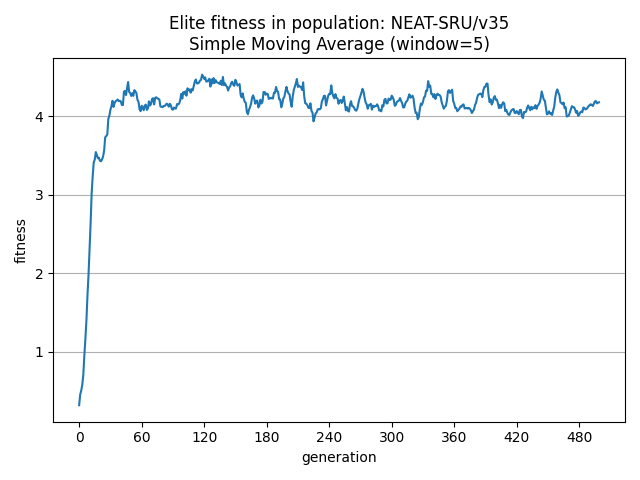 Elite fitness in population: NEAT-SRU/v35
Simple Moving Average (window=5)
fitness
4
3
2
1
0 60 120 180 240 300 360 420 480
generation